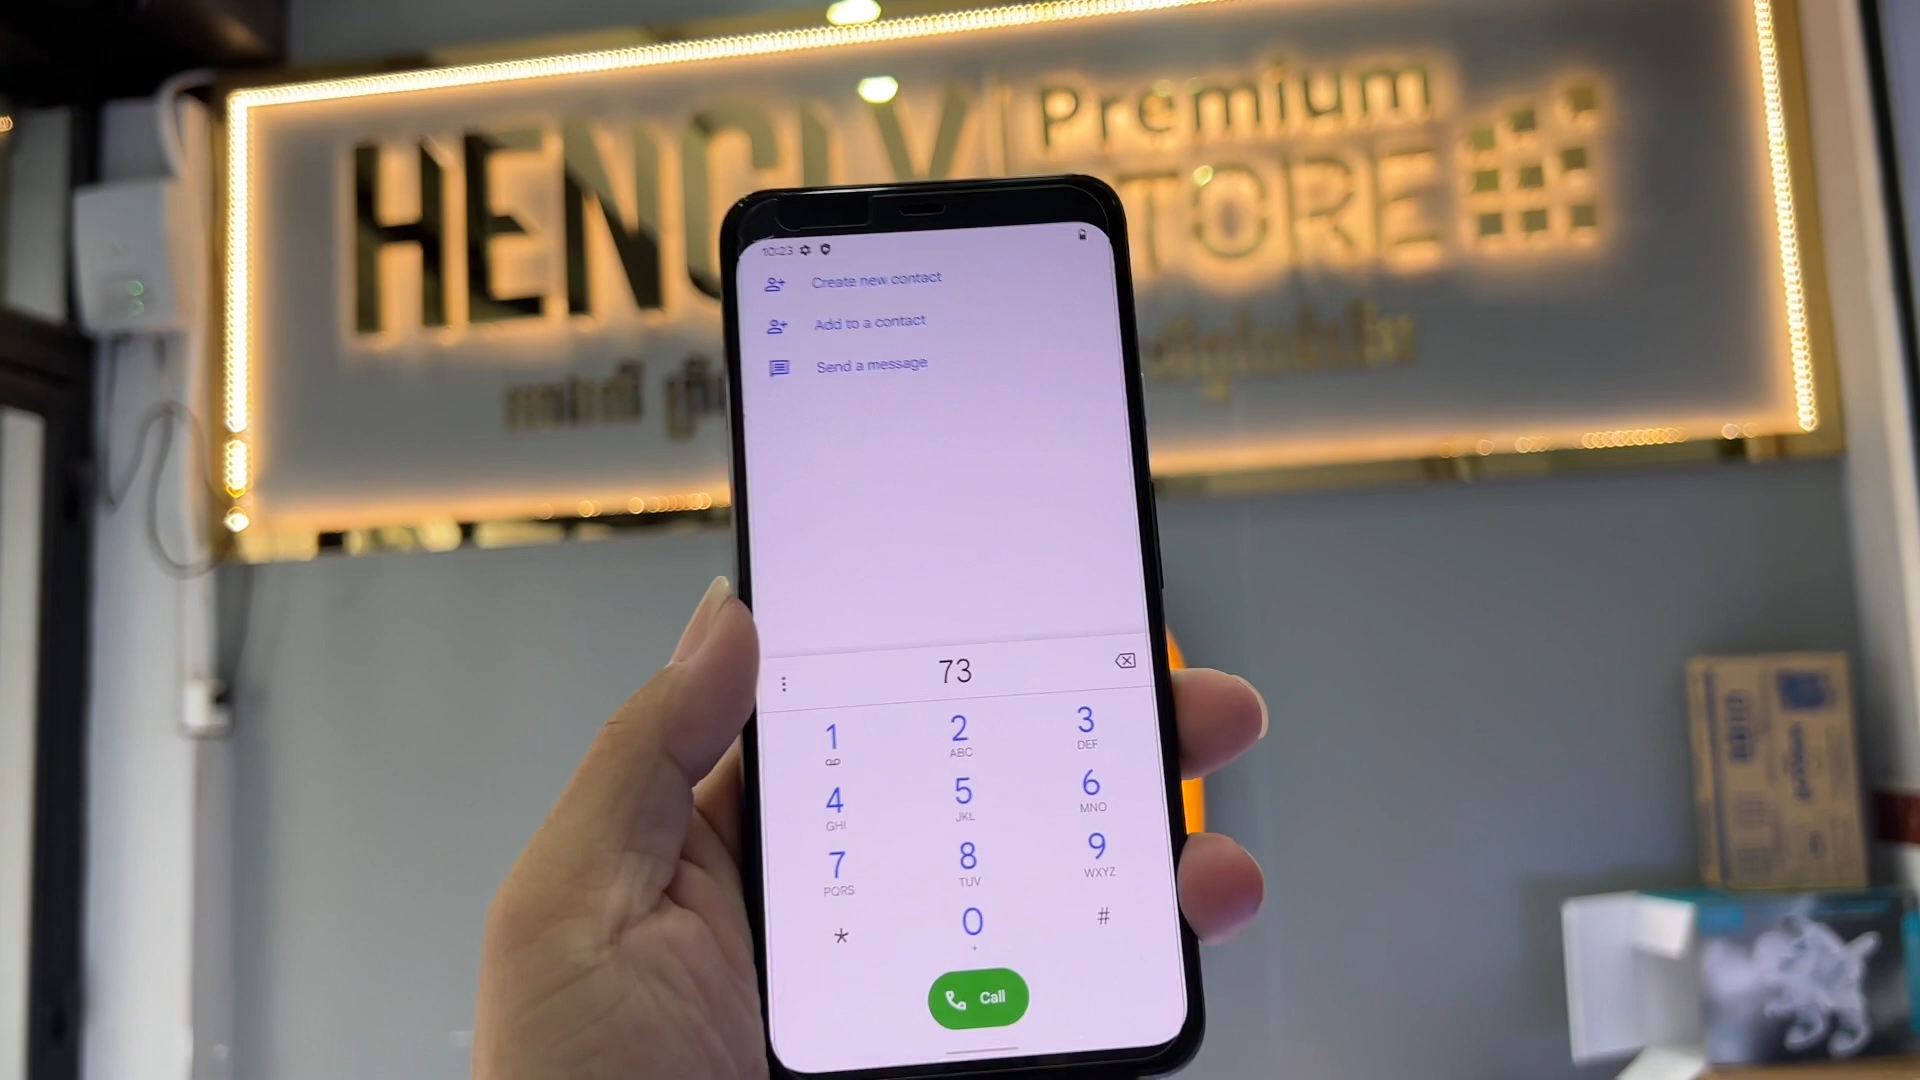 HENG LY
Premium
STORE
10:23
Create new contact
Add to a contact
Send a message
73
1
2
ABC
3
DEF
4
GHI
5
JKL
6
MNO
7
PQRS
8
TUV
9
WXYZ
*
0
+
#
Call